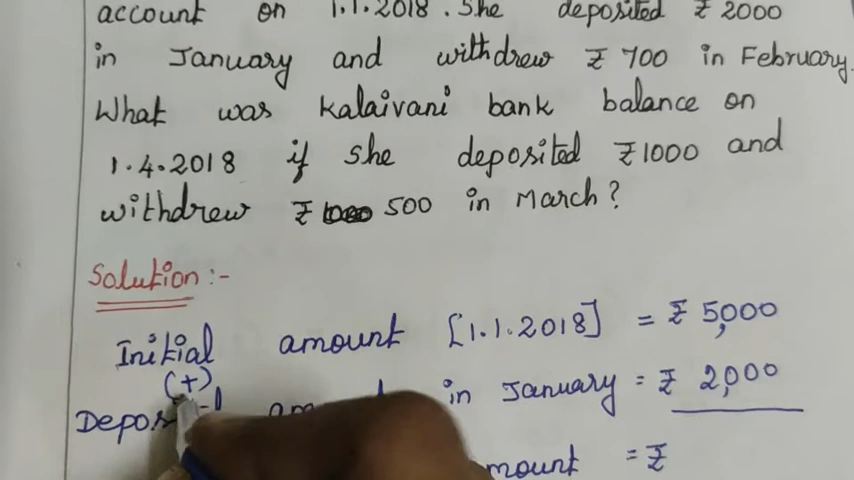 account on 1.1.2018. She deposited ₹ 2000
in January and withdrew ₹ 700 in February.
What was Kalaivani bank balance on
1.4.2018 if she deposited ₹1000 and
withdrew ₹ 500 in March?
Solution:-
Initial amount [1.1.2018] = ₹ 5,000
(+)
in January = ₹ 2,000
= ₹